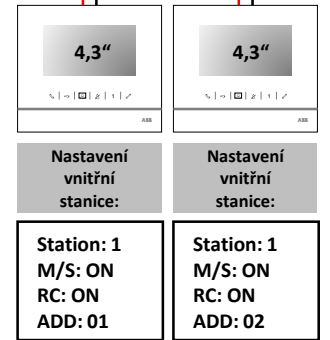 4,3“
4,3“
ABB
ABB
Nastavení
vnitřní
stanice:
Nastavení
vnitřní
stanice:
Station: 1
M/S: ON
RC: ON
ADD: 01
Station: 1
M/S: ON
RC: ON
ADD: 02